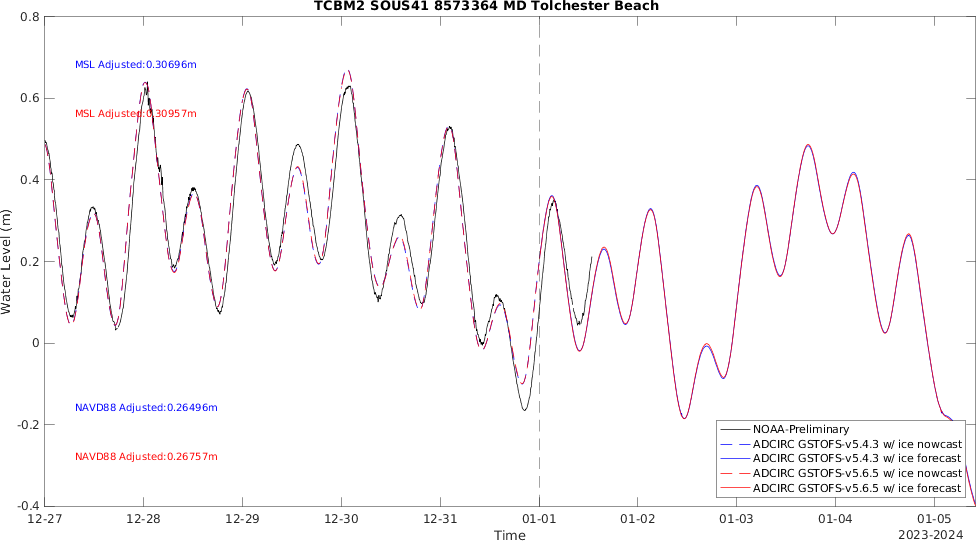 TCBM2 SOUS41 8573364 MD Tolchester Beach
0.8
0.6
0.4
0.2
0
-0.2
-0.4
Water Level (m)
MSL Adjusted:0.30696m
MSL Adjusted:0.30957m
NAVD88 Adjusted:0.26496m
NAVD88 Adjusted:0.26757m
NOAA-Preliminary
ADCIRC GSTOFS-v5.4.3 w/ ice nowcast
ADCIRC GSTOFS-v5.4.3 w/ ice forecast
ADCIRC GSTOFS-v5.6.5 w/ ice nowcast
ADCIRC GSTOFS-v5.6.5 w/ ice forecast
12-27 12-28 12-29 12-30 12-31 01-01 01-02 01-03 01-04 01-05
Time
2023-2024